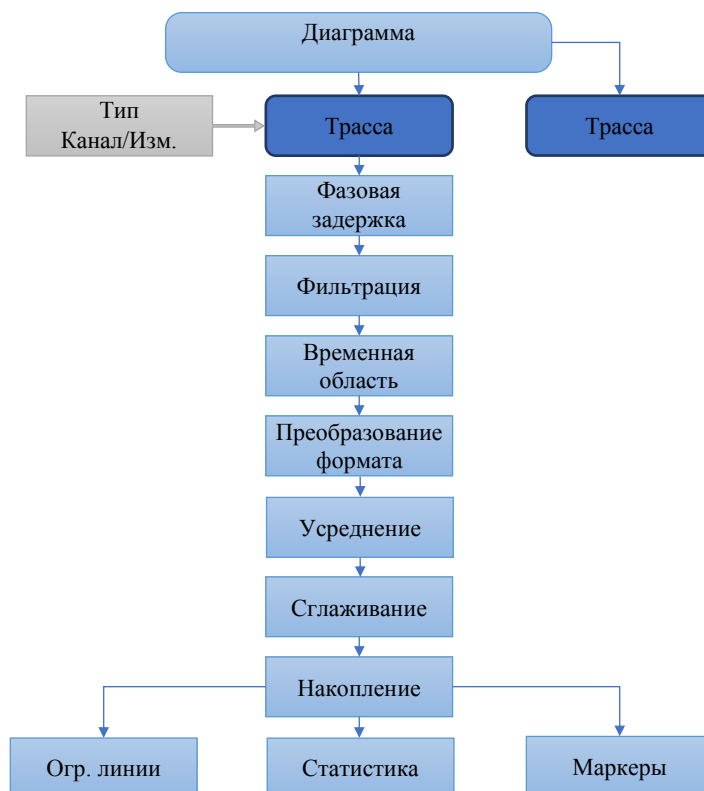 Диаграмма
Тип
Канал/Изм.
Трасса
Трасса
Фазовая
задержка
Фильтрация
Временная
область
Преобразование
формата
Усреднение
Сглаживание
Накопление
Огр. линии
Статистика
Маркеры